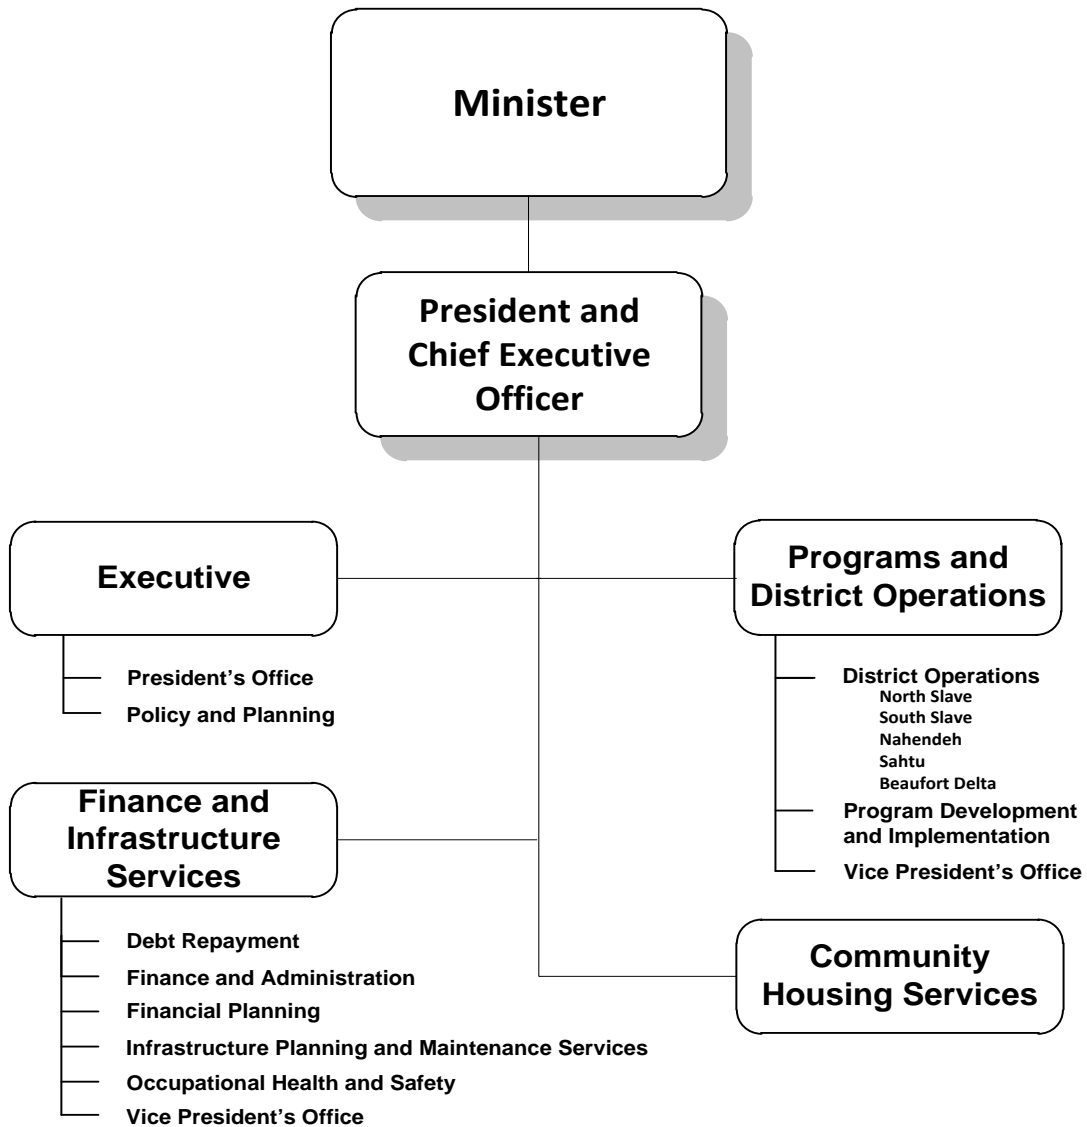 Minister
President and
Chief Executive
Officer
Executive
President's Office
Policy and Planning
Programs and
District Operations
District Operations
North Slave
South Slave
Nahendeh
Sahtu
Beaufort Delta
Program Development
and Implementation
Vice President's Office
Finance and
Infrastructure
Services
Debt Repayment
Finance and Administration
Financial Planning
Infrastructure Planning and Maintenance Services
Occupational Health and Safety
Vice President's Office
Community
Housing Services